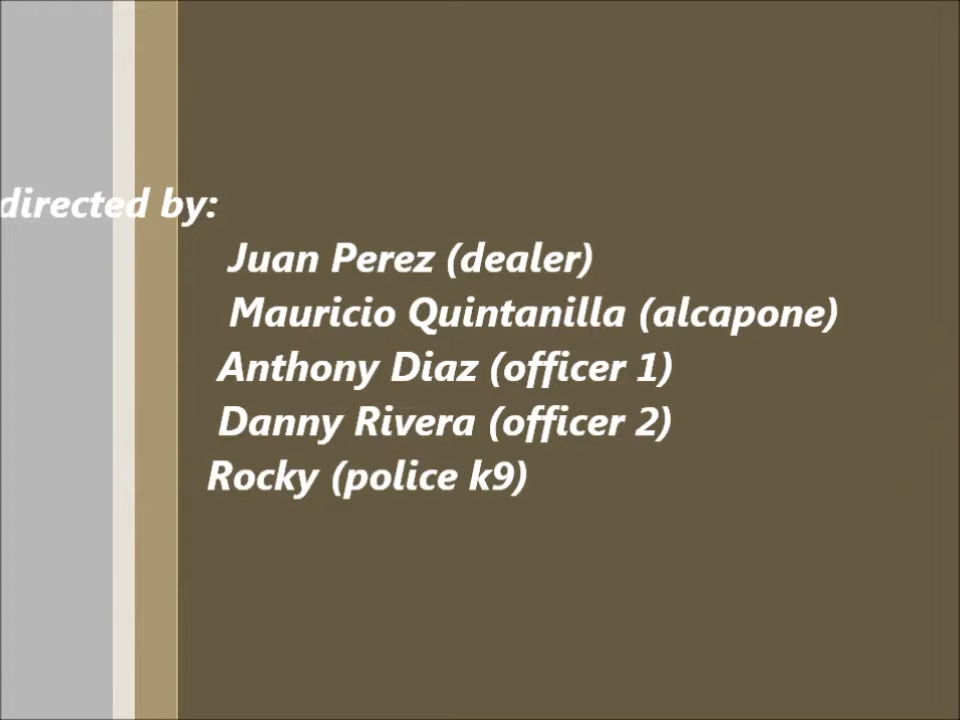 directed by:
Juan Perez (dealer)
Mauricio Quintanilla (alcapone)
Anthony Diaz (officer 1)
Danny Rivera (officer 2)
Rocky (police k9)